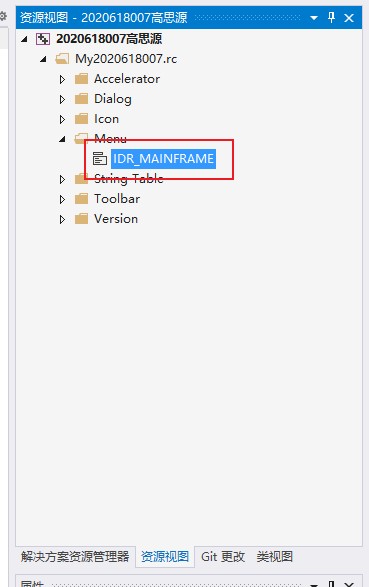 资源视图 - 2020618007高思源
2020618007高思源
My2020618007.rc
Accelerator
Dialog
Icon
Menu
IDR_MAINFRAME
String Table
Toolbar
Version
解决方案资源管理器 资源视图 Git 更改 类视图
属性